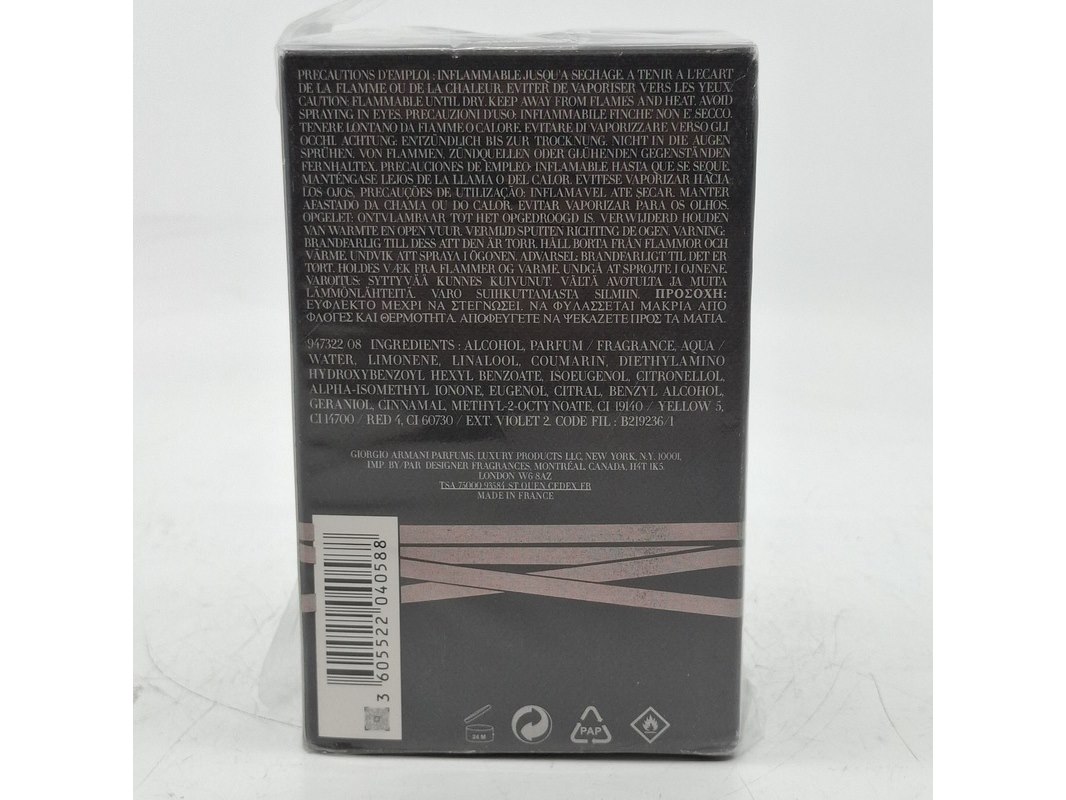 PRECAUTIONS D'EMPLOI : INFLAMMABLE JUSQU'A SECHAGE. A TENIR A L'ECART
DE LA FLAMME OU DE LA CHALEUR. EVITER DE VAPORISER VERS LES YEUX.
CAUTION: FLAMMABLE UNTIL DRY. KEEP AWAY FROM FLAMES AND HEAT. AVOID
SPRAYING IN EYES. PRECAUZIONI D'USO: INFIAMMABILE FINCHE' NON E' SECCO.
TENERE LONTANO DA FIAMME O CALORE. EVITARE DI VAPORIZZARE VERSO GLI
OCCHI. ACHTUNG: ENTZÜNDLICH BIS ZUR TROCKNUNG. NICHT IN DIE AUGEN
SPRÜHEN. VON FLAMMEN, ZÜNDQUELLEN ODER GLÜHENDEN GEGENSTÄNDEN
FERNHALTEX. PRECAUCIONES DE EMPLEO: INFLAMABLE HASTA QUE SE SEQUE.
MANTÉNGASE LEJOS DE LA LLAMA O DEL CALOR. EVITESE VAPORIZAR HACIA
LOS OJOS. PRECAUÇÕES DE UTILIZAÇÃO: INFLAMAVEL ATE SECAR. MANTER
AFASTADO DA CHAMA OU DO CALOR. EVITAR VAPORIZAR PARA OS OLHOS.
OPGELET: ONTVLAMBAAR TOT HET OPGEDROOGD IS. VERWIJDERD HOUDEN
VAN WARMTE EN OPEN VUUR. VERMIJD SPUITEN RICHTING DE OGEN. VARNING:
BRANDFARLIG TILL DESS ATT DEN ÄR TORR. HÅLL BORTA FRÅN FLAMMOR OCH
VÄRME. UNDVIK ATT SPRAYA I ÖGONEN. ADVARSEL: BRANDFARLIGT TIL DET ER
TØRT. HOLDES VÆK FRA FLAMMER OG VARME. UNDGÅ AT SPRØJTE I ØJNENE.
VAROITUS: SYTTYVÄÄ KUNNES KUIVUNUT. VÄLTÄ AVOTULTA JA MUITA
LÄMMÖNLÄHTEITÄ. VARO SUIHKUTTAMASTA SILMIIN. ΠΡΟΣΟΧΗ:
ΕΥΦΛΕΚΤΟ ΜΕΧΡΙ ΝΑ ΣΤΕΓΝΩΣΕΙ. ΝΑ ΦΥΛΑΣΣΕΤΑΙ ΜΑΚΡΙΑ ΑΠΟ
ΦΛΟΓΕΣ ΚΑΙ ΘΕΡΜΟΤΗΤΑ. ΑΠΟΦΕΥΓΕΤΕ ΝΑ ΨΕΚΑΖΕΤΕ ΠΡΟΣ ΤΑ ΜΑΤΙΑ.
947322 08 INGREDIENTS : ALCOHOL, PARFUM / FRAGRANCE, AQUA /
WATER, LIMONENE, LINALOOL, COUMARIN, DIETHYLAMINO
HYDROXYBENZOYL HEXYL BENZOATE, ISOEUGENOL, CITRONELLOL,
ALPHA-ISOMETHYL IONONE, EUGENOL, CITRAL, BENZYL ALCOHOL,
GERANIOL, CINNAMAL, METHYL-2-OCTYNOATE, CI 19140 / YELLOW 5,
CI 14700 / RED 4, CI 60730 / EXT. VIOLET 2. CODE FIL : B219236/1
GIORGIO ARMANI PARFUMS, LUXURY PRODUCTS LLC, NEW YORK, N.Y. 10001,
IMP. BY/PAR DESIGNER FRAGRANCES, MONTRÉAL, CANADA, H4T 1K5.
LONDON W6 8AZ
TSA 75000 93584 ST OUEN CEDEX FR
MADE IN FRANCE
3 605522 040588
24 M
PAP